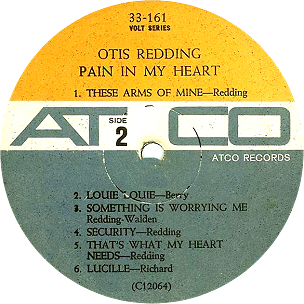 33-161
VOLT SERIES
OTIS REDDING
PAIN IN MY HEART
1. THESE ARMS OF MINE—Redding
ATCO
SIDE
2
ATCO RECORDS
2. LOUIE LOUIE—Berry
3. SOMETHING IS WORRYING ME
Redding-Walden
4. SECURITY—Redding
5. THAT'S WHAT MY HEART
NEEDS—Redding
6. LUCILLE—Richard
(C12064)